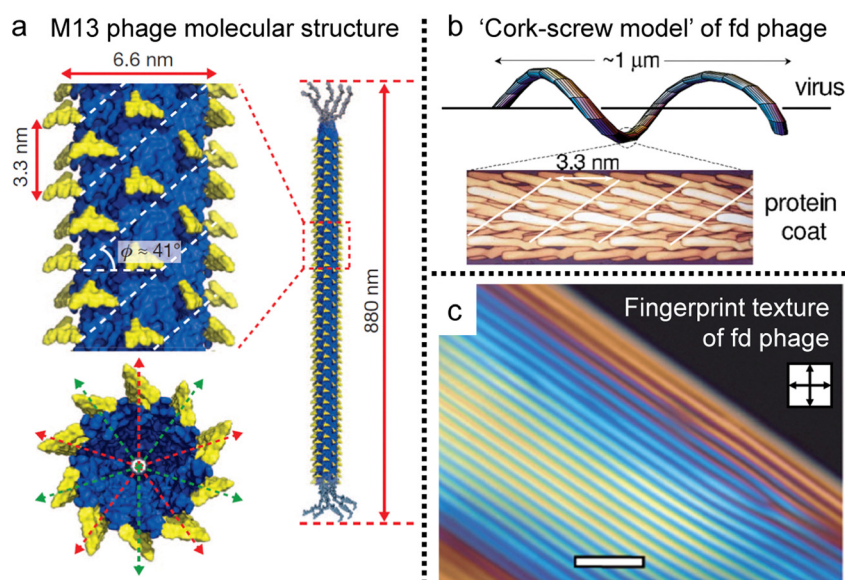 a M13 phage molecular structure
6.6 nm
3.3 nm
ϕ ≈ 41°
880 nm
b ‘Cork-screw model’ of fd phage
~1 μm
virus
3.3 nm
protein
coat
c Fingerprint texture
of fd phage